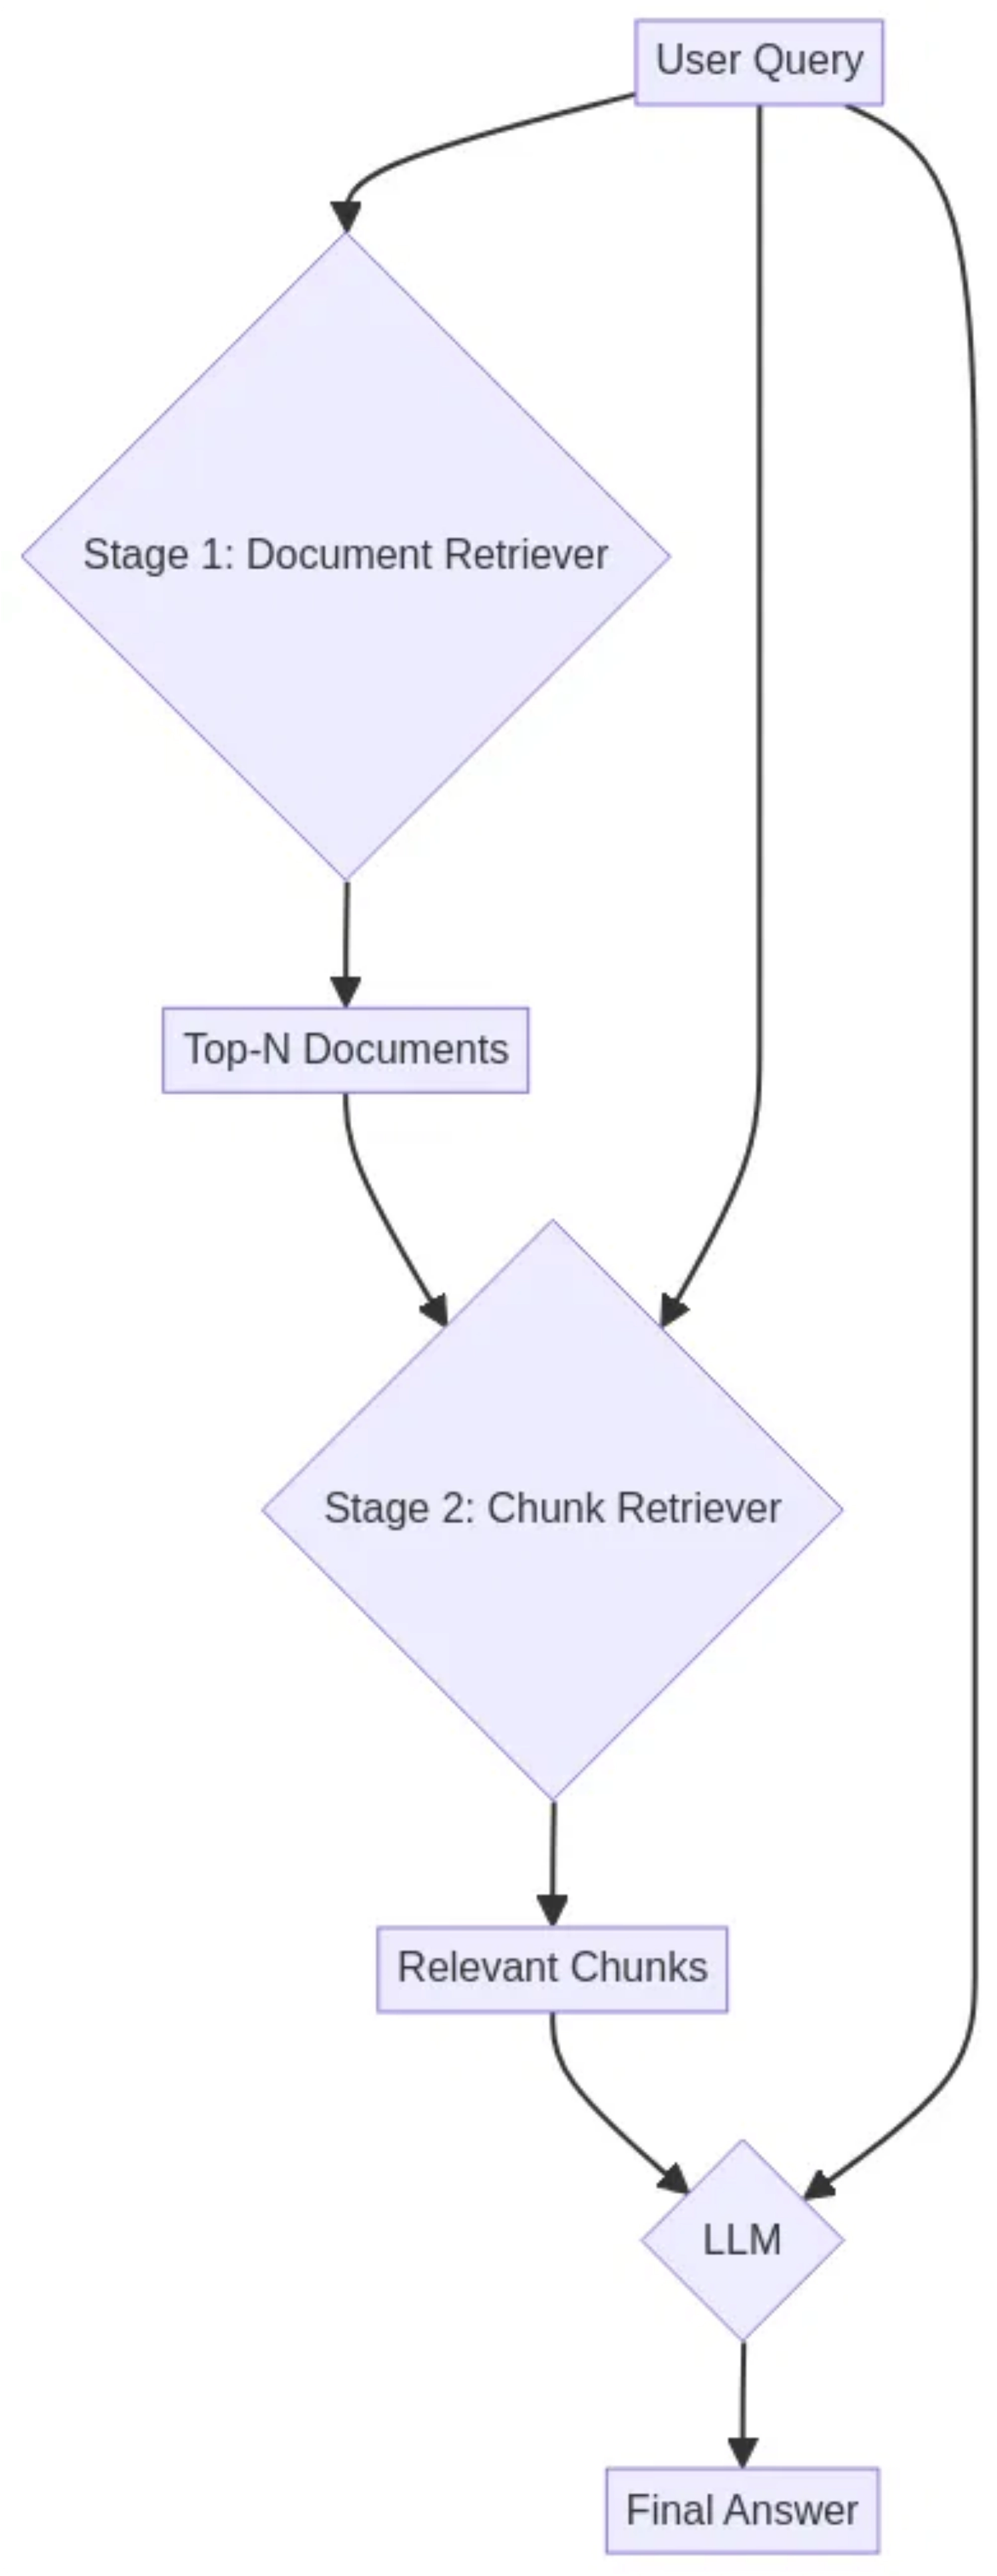 User Query
Stage 1: Document Retriever
Top-N Documents
Stage 2: Chunk Retriever
Relevant Chunks
LLM
Final Answer